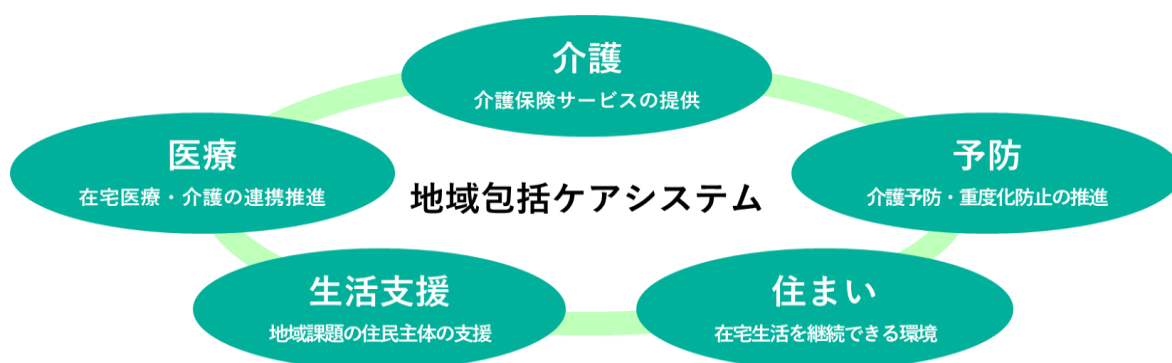 介護
介護保険サービスの提供
医療
在宅医療・介護の連携推進
予防
介護予防・重度化防止の推進
地域包括ケアシステム
生活支援
地域課題の住民主体の支援
住まい
在宅生活を継続できる環境